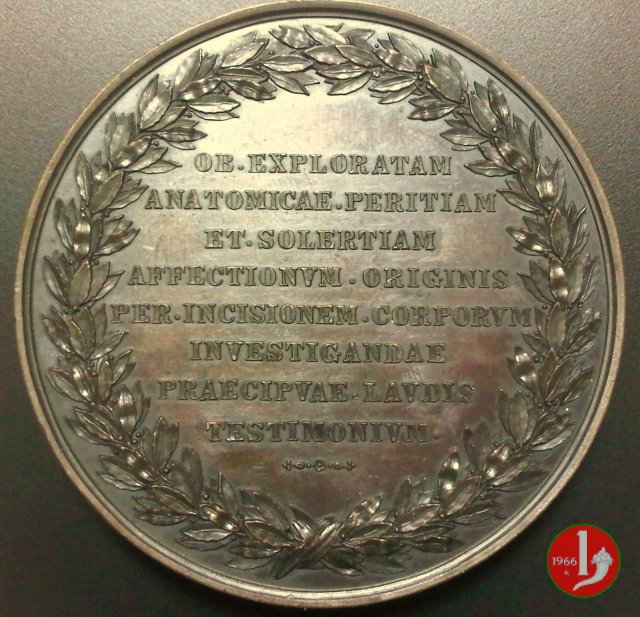 OB·EXPLORATAM
ANATOMICAE·PERITIAM
ET·SOLERTIAM
AFFECTIONVM·ORIGINIS
PER·INCISIONEM·CORPORVM
INVESTIGANDAE
PRAECIPVAE·LAVDIS
TESTIMONIVM·
1966
K.